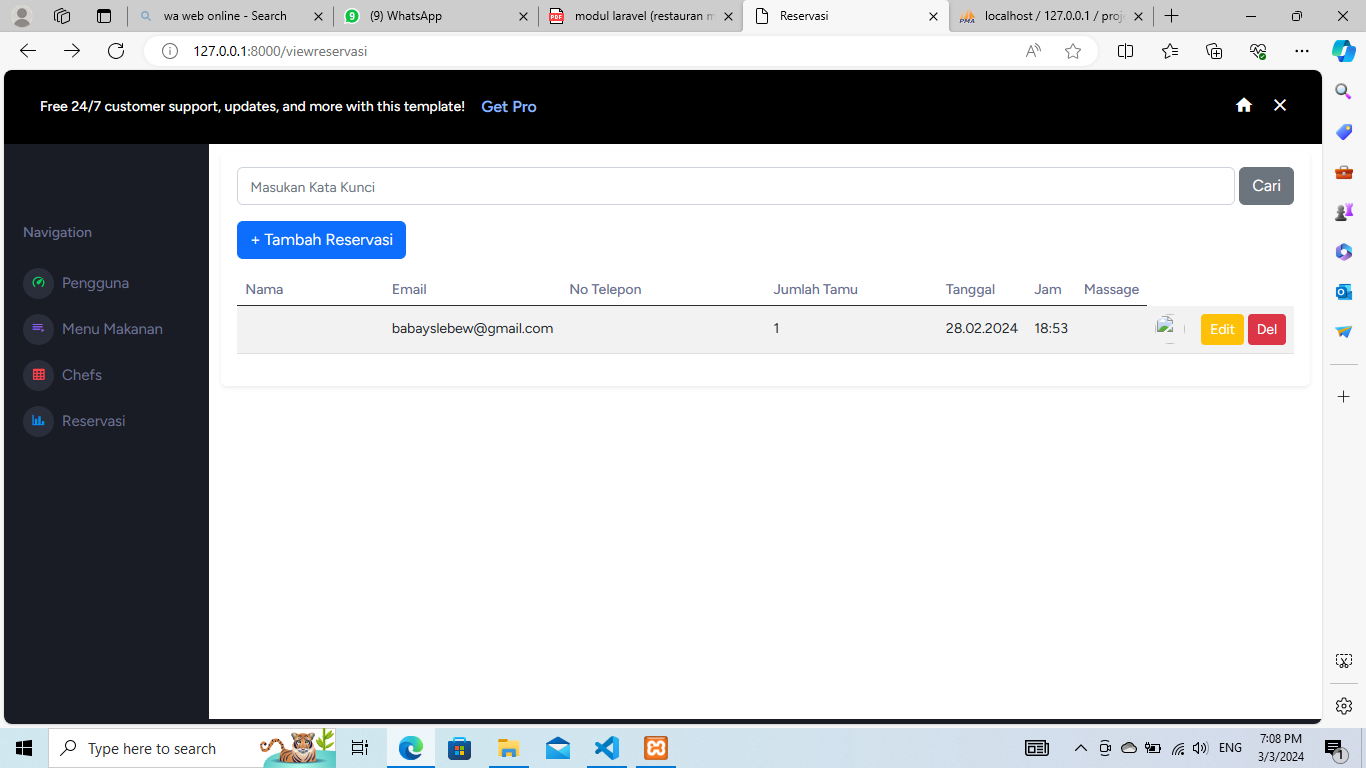 wa web online - Search
(9) WhatsApp
modul laravel (restauran m
Reservasi
localhost / 127.0.0.1 / proj
127.0.0.1:8000/viewreservasi
Free 24/7 customer support, updates, and more with this template! Get Pro
Masukan Kata Kunci
Cari
+ Tambah Reservasi
Navigation
Pengguna
Menu Makanan
Chefs
Reservasi
Nama Email No Telepon Jumlah Tamu Tanggal Jam Massage
babayslebew@gmail.com 1 28.02.2024 18:53 Edit Del
Type here to search
ENG
7:08 PM
3/3/2024
1